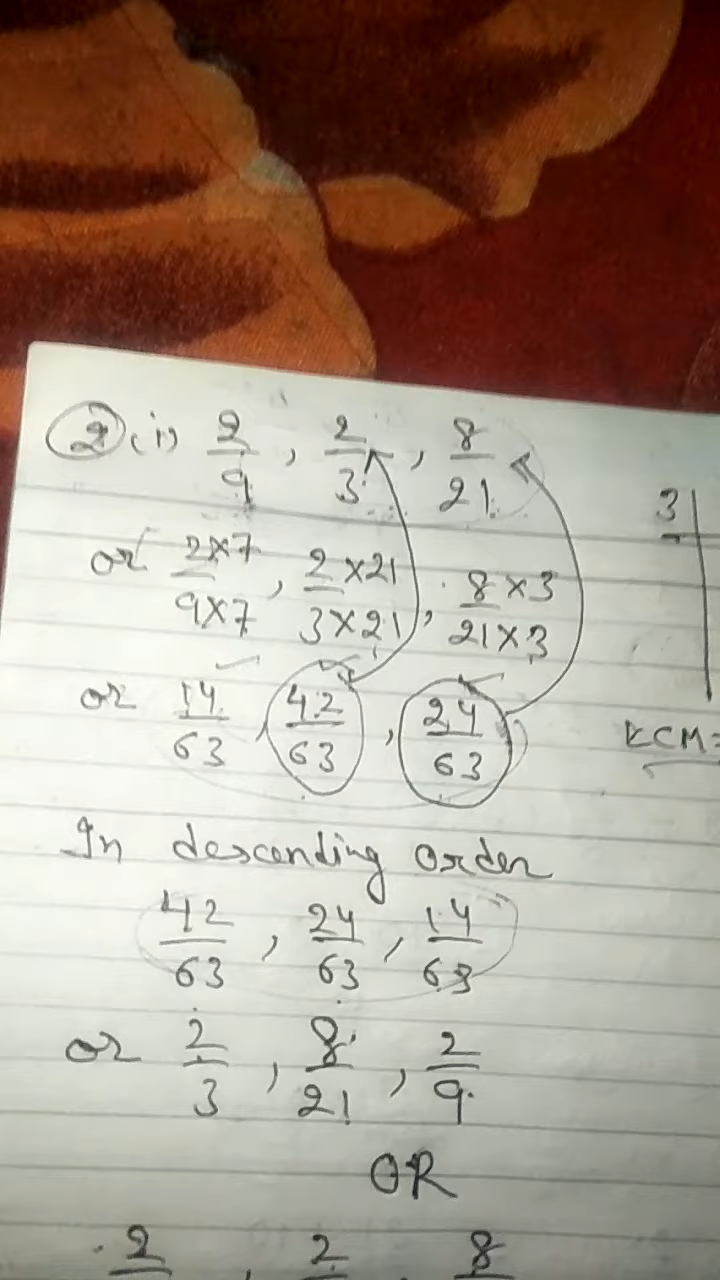 2 (i) 2/9 , 2/3 , 8/21
3
or 2×7/9×7 , 2×21/3×21 , 8×3/21×3
or 14/63 , 42/63 , 24/63
LCM=
In descending order
42/63 , 24/63 , 14/63
or 2/3 , 8/21 , 2/9
OR
2 , 2 , 8